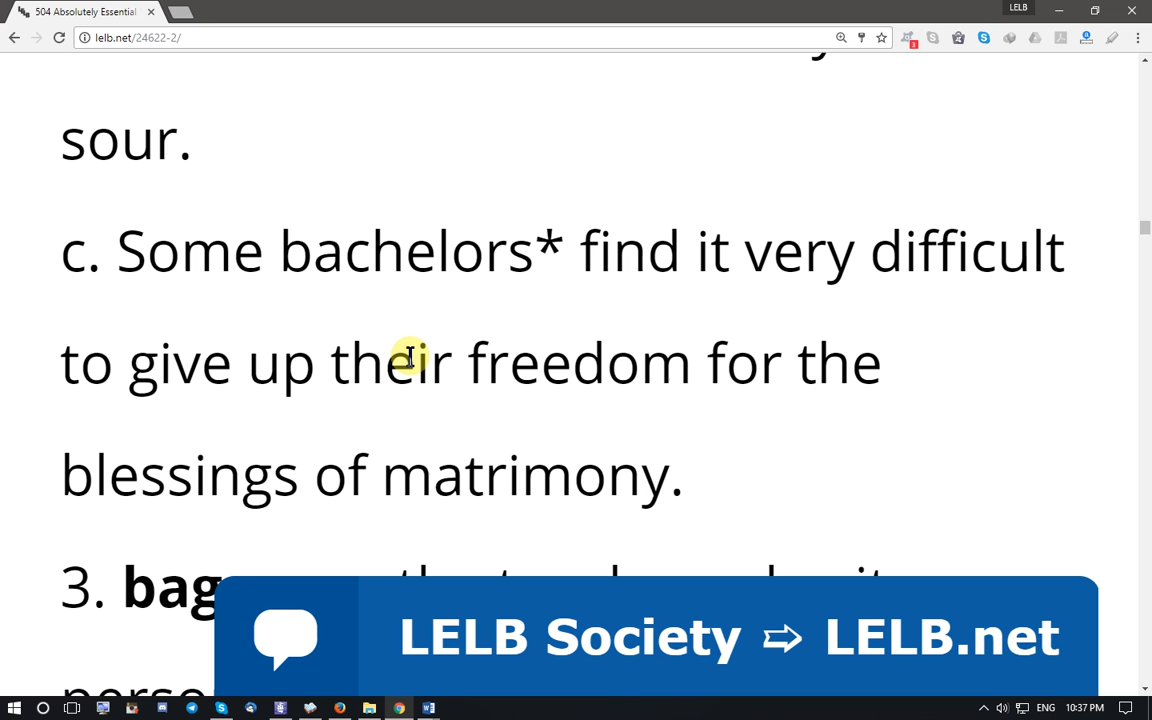 504 Absolutely Essential
LELB
lelb.net/24622-2/
sour.
c. Some bachelors* find it very difficult
to give up their freedom for the
blessings of matrimony.
3. bag
LELB Society ⇨ LELB.net
perso
ENG 10:37 PM